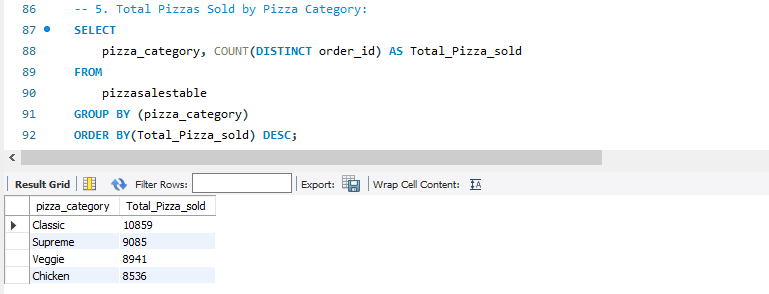 86 -- 5. Total Pizzas Sold by Pizza Category:
87 SELECT
88 pizza_category, COUNT(DISTINCT order_id) AS Total_Pizza_sold
89 FROM
90 pizzasalestable
91 GROUP BY (pizza_category)
92 ORDER BY(Total_Pizza_sold) DESC;
Result Grid Filter Rows: Export: Wrap Cell Content: IA
pizza_category Total_Pizza_sold
Classic 10859
Supreme 9085
Veggie 8941
Chicken 8536